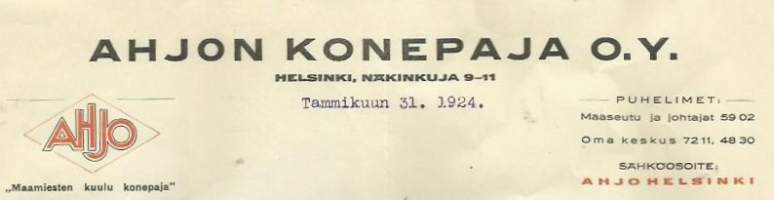 AHJON KONEPAJA O.Y.
HELSINKI, NÄKINKUJA 9-11
Tammikuun 31. 1924.
AHJO
„Maamiesten kuulu konepaja"
PUHELIMET:
Maaseutu ja johtajat 59 02
Oma keskus 72 11, 48 30
SÄHKÖOSOITE:
AHJO HELSINKI